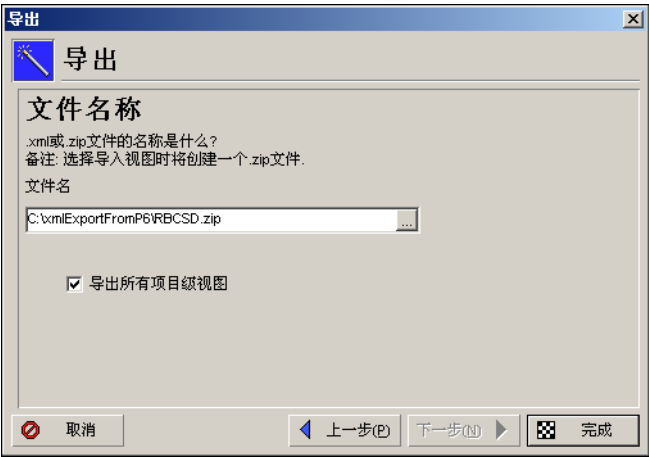 导出
导出
文件名称
.xml或.zip文件的名称是什么?
备注: 选择导入视图时将创建一个.zip文件.
文件名
C:\xmlExportFromP6\RBCSD.zip
...
导出所有项目级视图
取消
上一步(P)
下一步(N)
完成